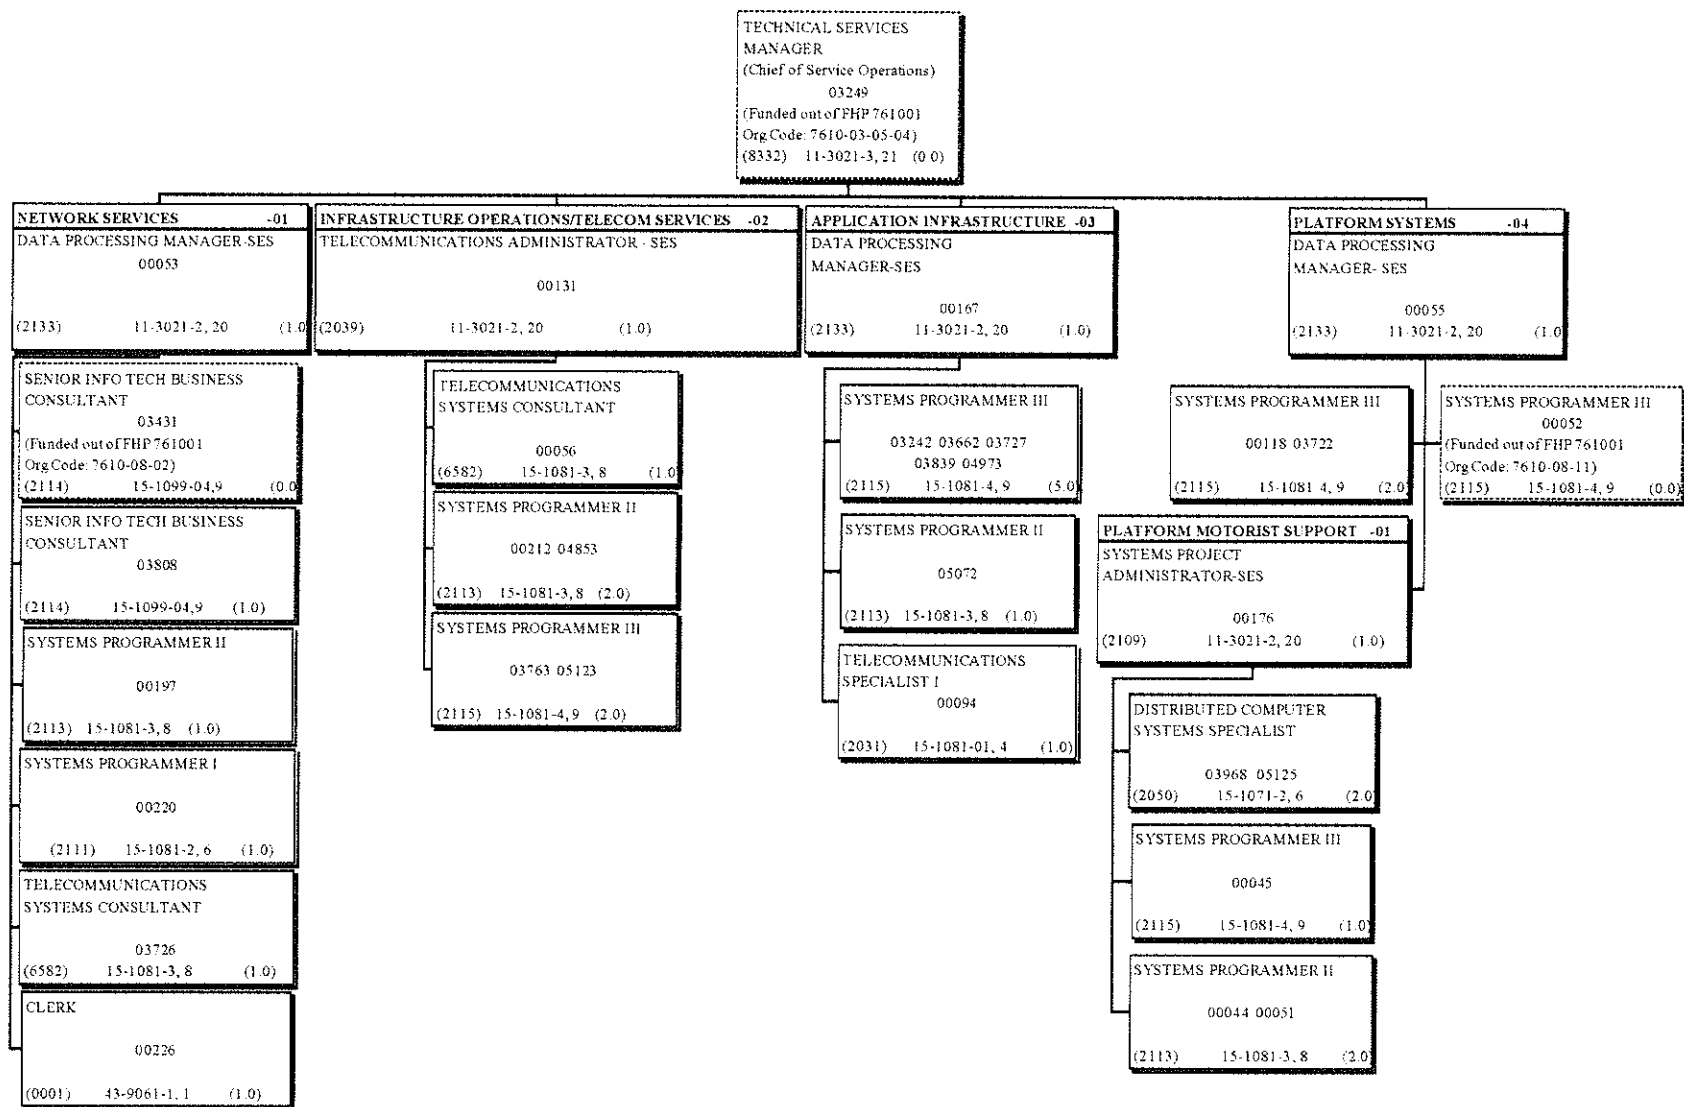 TECHNICAL SERVICES
MANAGER
(Chief of Service Operations)
03249
(Funded out of FHP 761001
Org Code: 7610-03-05-04)
(8332) 11-3021-3, 21 (0 0)
NETWORK SERVICES -01
DATA PROCESSING MANAGER-SES
00053
(2133) 11-3021-2, 20 (1.0
SENIOR INFO TECH BUSINESS
CONSULTANT
03431
(Funded out of FHP 761001
Org Code: 7610-08-02)
(2114) 15-1099-04,9 (0.0
SENIOR INFO TECH BUSINESS
CONSULTANT
03808
(2114) 15-1099-04,9 (1.0)
SYSTEMS PROGRAMMER II
00197
(2113) 15-1081-3, 8 (1.0)
SYSTEMS PROGRAMMER I
00220
(2111) 15-1081-2, 6 (1.0)
TELECOMMUNICATIONS
SYSTEMS CONSULTANT
03726
(6582) 15-1081-3, 8 (1.0)
CLERK
00226
(0001) 43-9061-1, 1 (1.0)
INFRASTRUCTURE OPERATIONS/TELECOM SERVICES -02
TELECOMMUNICATIONS ADMINISTRATOR - SES
00131
(2039) 11-3021-2, 20 (1.0)
TELECOMMUNICATIONS
SYSTEMS CONSULTANT
00056
(6582) 15-1081-3, 8 (1.0)
SYSTEMS PROGRAMMER II
00212 04853
(2113) 15-1081-3, 8 (2.0)
SYSTEMS PROGRAMMER III
03763 05123
(2115) 15-1081-4, 9 (2.0)
APPLICATION INFRASTRUCTURE -03
DATA PROCESSING
MANAGER-SES
00167
(2133) 11-3021-2, 20 (1.0)
SYSTEMS PROGRAMMER III
03242 03662 03727
03839 04973
(2115) 15-1081-4, 9 (5.0)
SYSTEMS PROGRAMMER II
05072
(2113) 15-1081-3, 8 (1.0)
TELECOMMUNICATIONS
SPECIALIST I
00094
(2031) 15-1081-01, 4 (1.0)
PLATFORM SYSTEMS -04
DATA PROCESSING
MANAGER- SES
00055
(2133) 11-3021-2, 20 (1.0
SYSTEMS PROGRAMMER III
00118 03722
(2115) 15-1081-4, 9 (2.0)
SYSTEMS PROGRAMMER III
00052
(Funded out of FHP 761001
Org Code: 7610-08-11)
(2115) 15-1081-4, 9 (0.0)
PLATFORM MOTORIST SUPPORT -01
SYSTEMS PROJECT
ADMINISTRATOR-SES
00176
(2109) 11-3021-2, 20 (1.0)
DISTRIBUTED COMPUTER
SYSTEMS SPECIALIST
03968 05125
(2050) 15-1071-2, 6 (2.0)
SYSTEMS PROGRAMMER III
00045
(2115) 15-1081-4, 9 (1.0)
SYSTEMS PROGRAMMER II
00044 00051
(2113) 15-1081-3, 8 (2.0